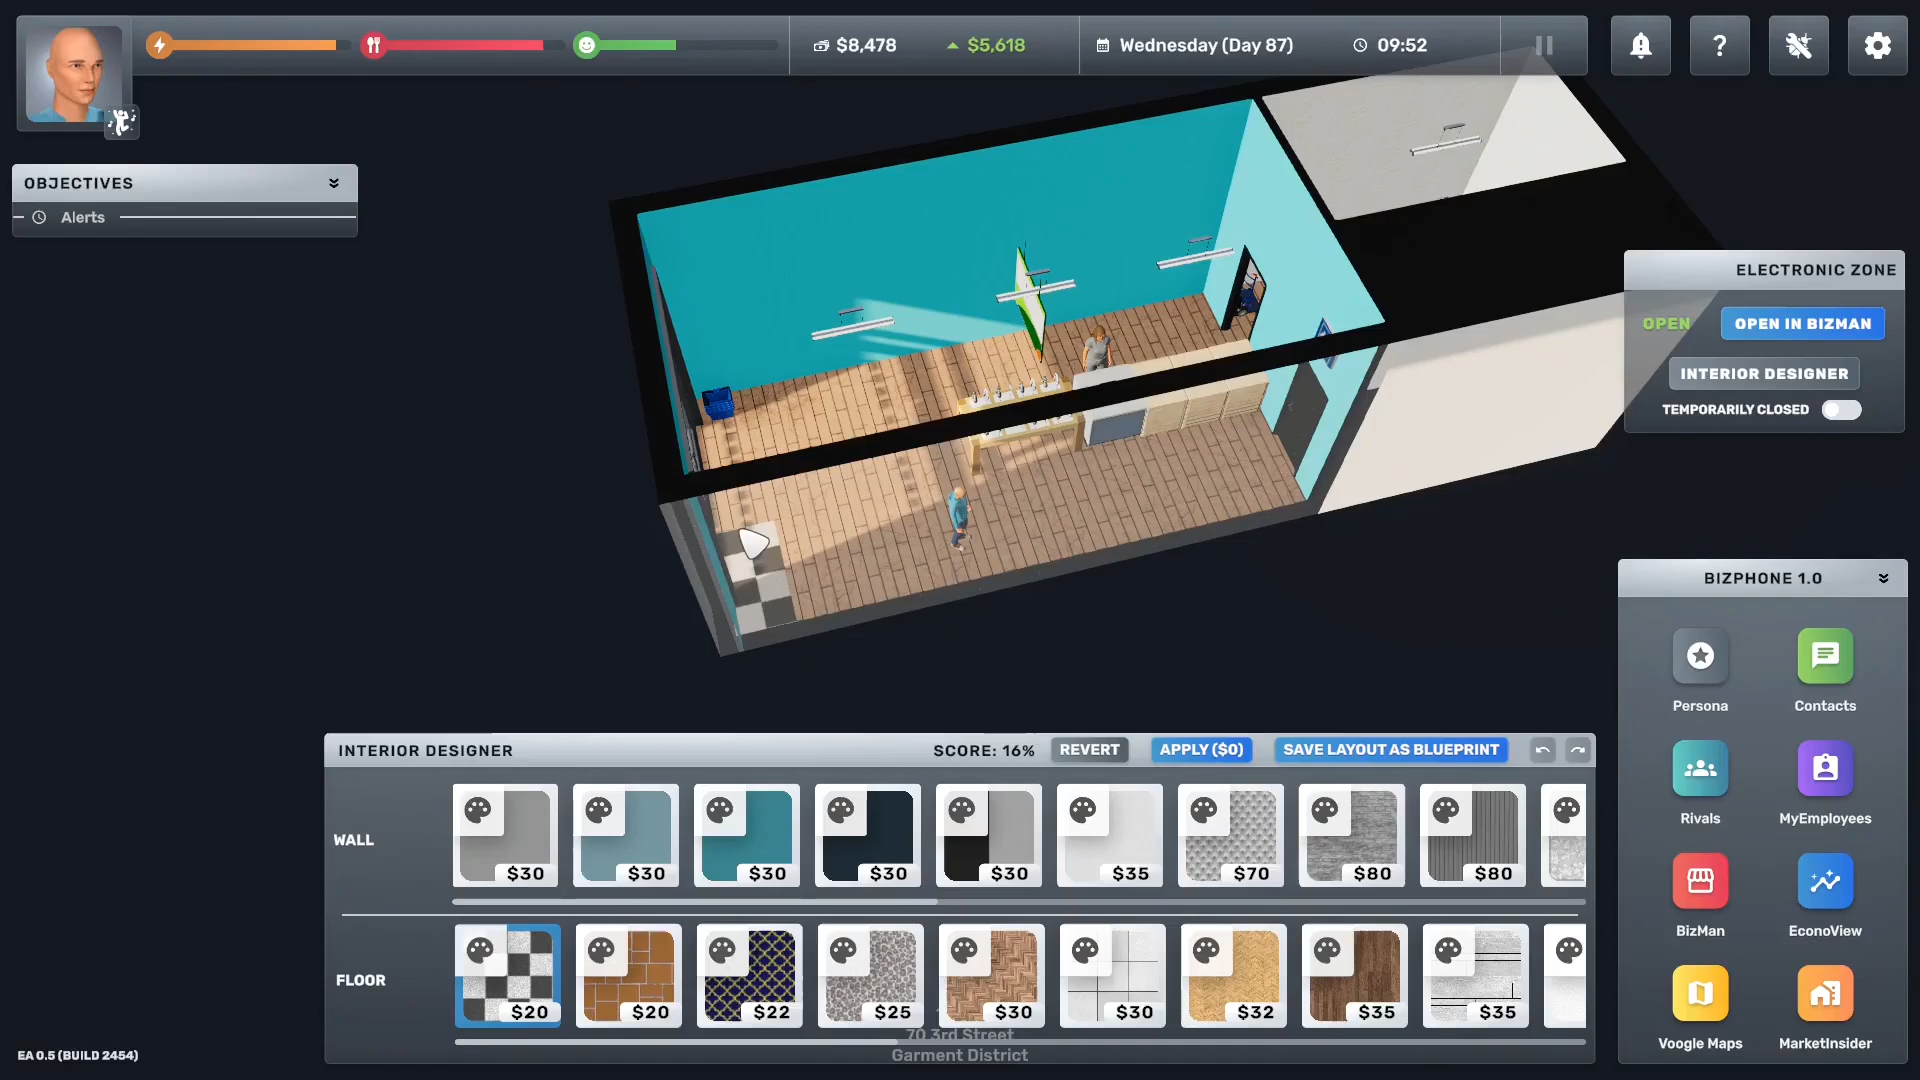 $8,478
$5,618
Wednesday (Day 87)
09:52
?
OBJECTIVES
Alerts
ELECTRONIC ZONE
OPEN
OPEN IN BIZMAN
INTERIOR DESIGNER
TEMPORARILY CLOSED
BIZPHONE 1.0
Persona
Contacts
Rivals
MyEmployees
BizMan
EconoView
Voogle Maps
MarketInsider
INTERIOR DESIGNER
SCORE: 16%
REVERT
APPLY ($0)
SAVE LAYOUT AS BLUEPRINT
WALL
$30
$30
$30
$30
$30
$35
$70
$80
$80
FLOOR
$20
$20
$22
$25
$30
$30
$32
$35
$35
70 3rd Street
Garment District
EA 0.5 (BUILD 2454)